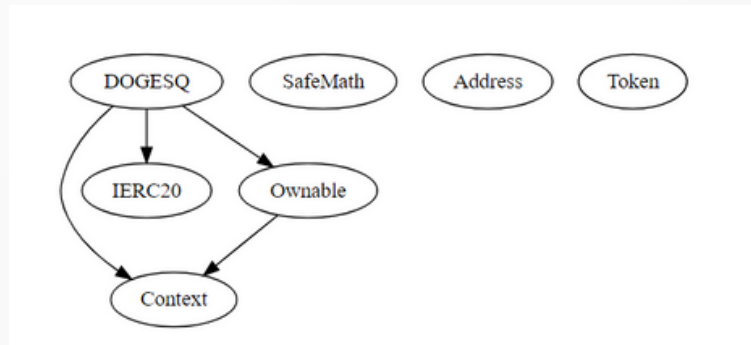 DOGESQ SafeMath Address Token
IERC20 Ownable
Context